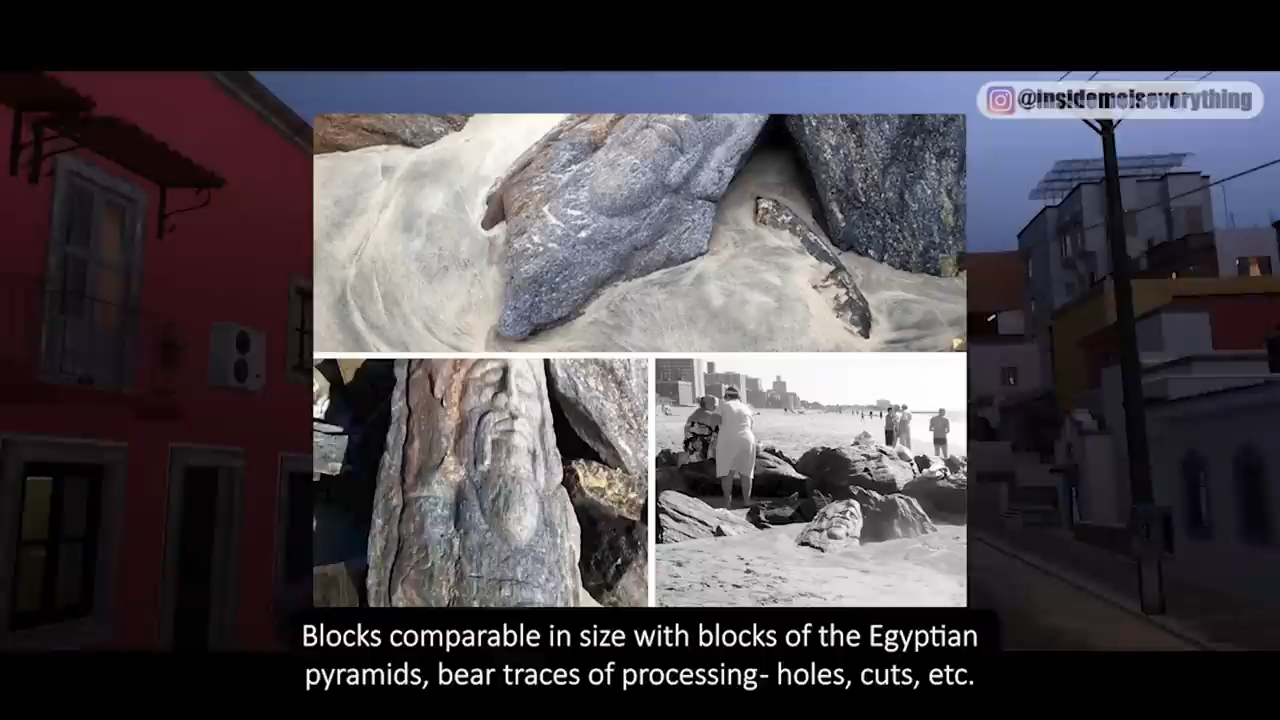 @insidemeiseverything
Blocks comparable in size with blocks of the Egyptian
pyramids, bear traces of processing- holes, cuts, etc.